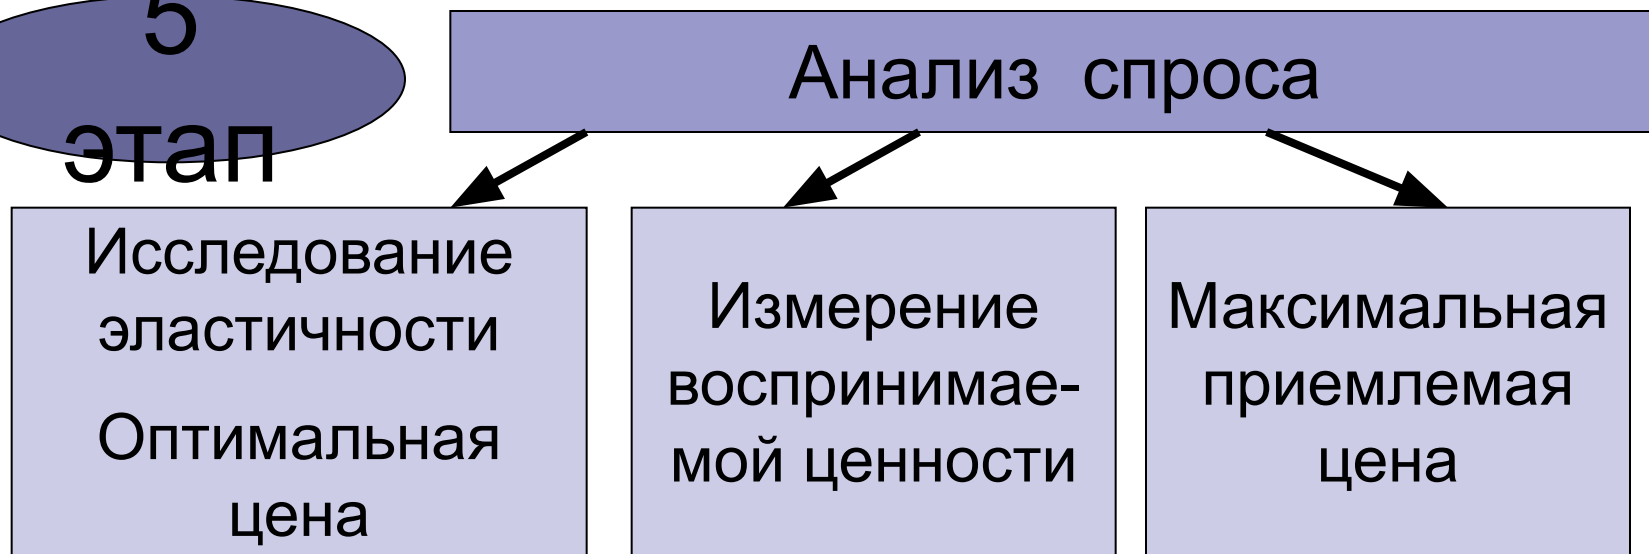 5
этап
Анализ спроса
Исследование
эластичности
Оптимальная
цена
Измерение
воспринимае-
мой ценности
Максимальная
приемлемая
цена